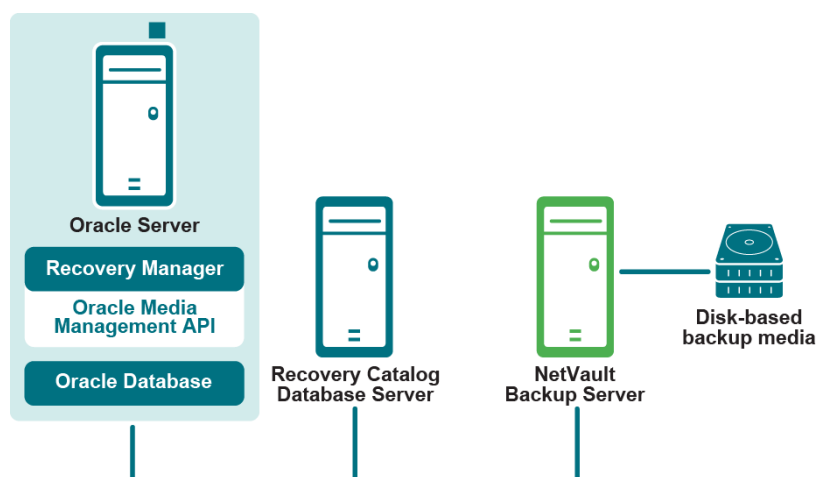 Oracle Server
Recovery Manager
Oracle Media
Management API
Oracle Database
Recovery Catalog
Database Server
NetVault
Backup Server
Disk-based
backup media